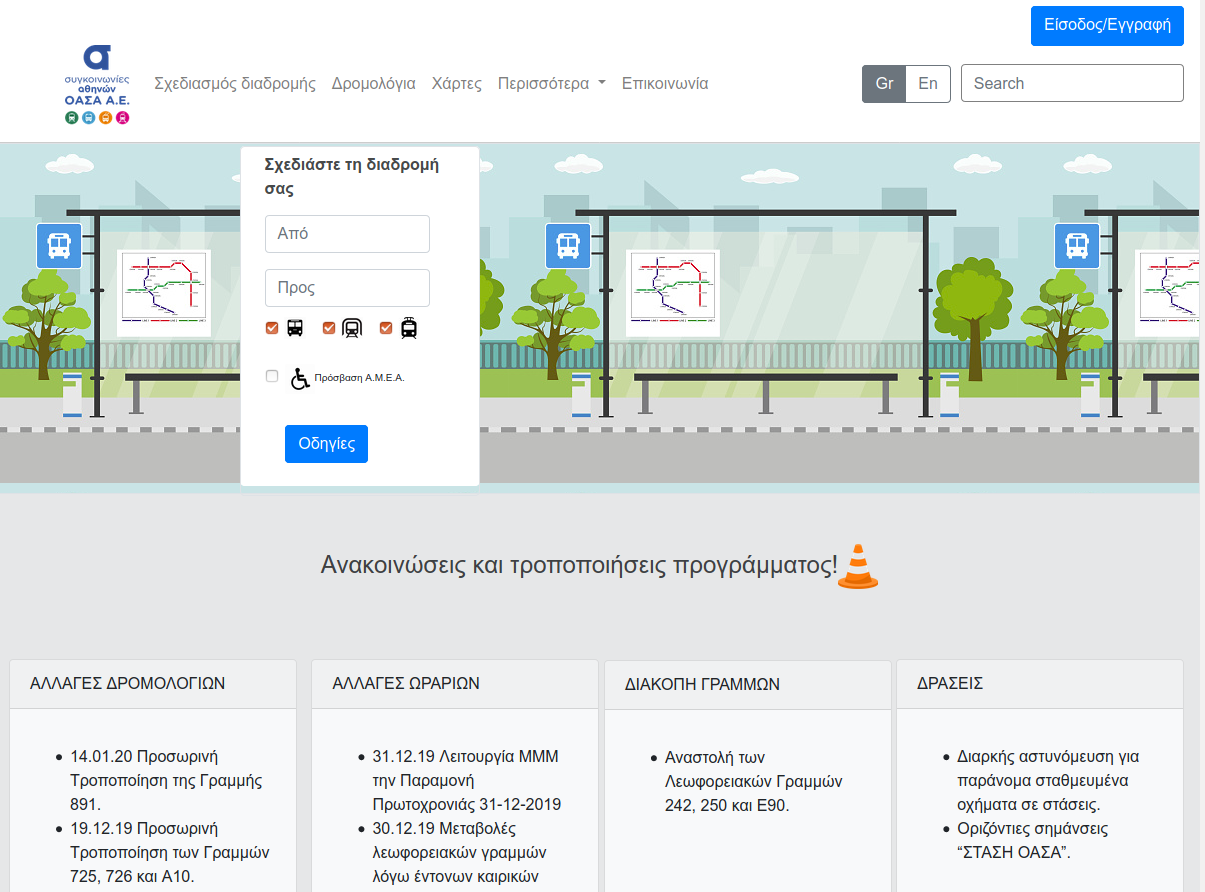 Είσοδος/Εγγραφή
συγκοινωνίες
αθηνών
ΟΑΣΑ Α.Ε.
Σχεδιασμός διαδρομής Δρομολόγια Χάρτες Περισσότερα Επικοινωνία
Gr En Search
Σχεδιάστε τη διαδρομή
σας
Από
Προς
Πρόσβαση Α.Μ.Ε.Α.
Οδηγίες
Ανακοινώσεις και τροποποιήσεις προγράμματος!
ΑΛΛΑΓΕΣ ΔΡΟΜΟΛΟΓΙΩΝ
14.01.20 Προσωρινή
Τροποποίηση της Γραμμής
891.
19.12.19 Προσωρινή
Τροποποίηση των Γραμμών
725, 726 και Α10.
ΑΛΛΑΓΕΣ ΩΡΑΡΙΩΝ
31.12.19 Λειτουργία ΜΜΜ
την Παραμονή
Πρωτοχρονιάς 31-12-2019
30.12.19 Μεταβολές
λεωφορειακών γραμμών
λόγω έντονων καιρικών
ΔΙΑΚΟΠΗ ΓΡΑΜΜΩΝ
Αναστολή των
Λεωφορειακών Γραμμών
242, 250 και Ε90.
ΔΡΑΣΕΙΣ
Διαρκής αστυνόμευση για
παράνομα σταθμευμένα
οχήματα σε στάσεις.
Οριζόντιες σημάνσεις
“ΣΤΑΣΗ ΟΑΣΑ”.